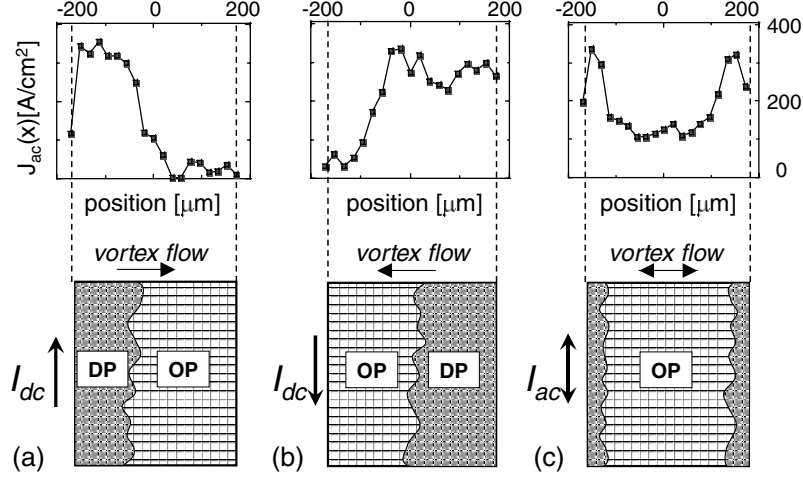 -200 0 200 -200 0 200 -200 0 200
J_ac(x)[A/cm²]
400
200
0
position [μm] position [μm] position [μm]
vortex flow vortex flow vortex flow
DP OP OP DP OP
I_dc I_dc I_ac
(a) (b) (c)